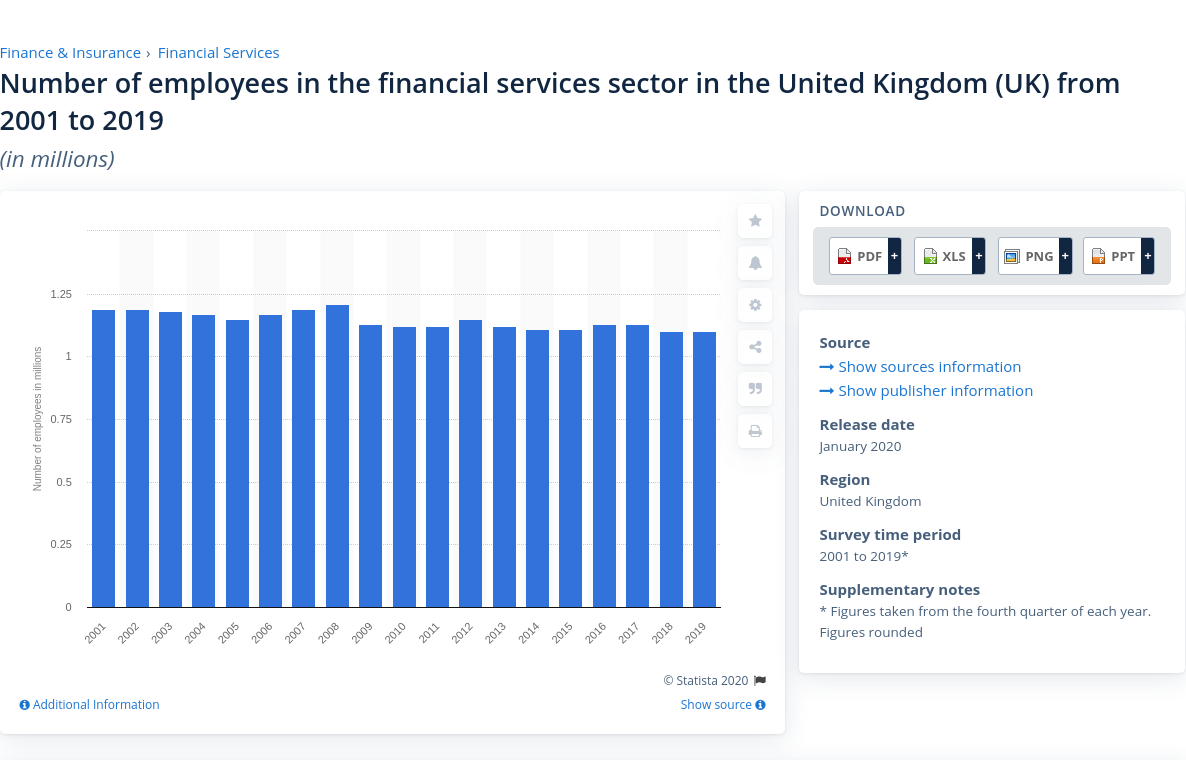 Finance & Insurance › Financial Services
Number of employees in the financial services sector in the United Kingdom (UK) from
2001 to 2019
(in millions)
Number of employees in millions
1.25
1
0.75
0.5
0.25
0
2001 2002 2003 2004 2005 2006 2007 2008 2009 2010 2011 2012 2013 2014 2015 2016 2017 2018 2019
© Statista 2020
Additional Information
Show source
DOWNLOAD
PDF + XLS + PNG + PPT +
Source
Show sources information
Show publisher information
Release date
January 2020
Region
United Kingdom
Survey time period
2001 to 2019*
Supplementary notes
* Figures taken from the fourth quarter of each year.
Figures rounded